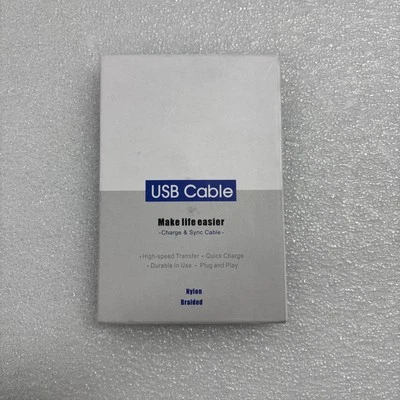 USB Cable
Make life easier
-Charge & Sync Cable-
-High-speed Transfer -Quick Charge
-Durable in Use - Plug and Play
Nylon
Braided